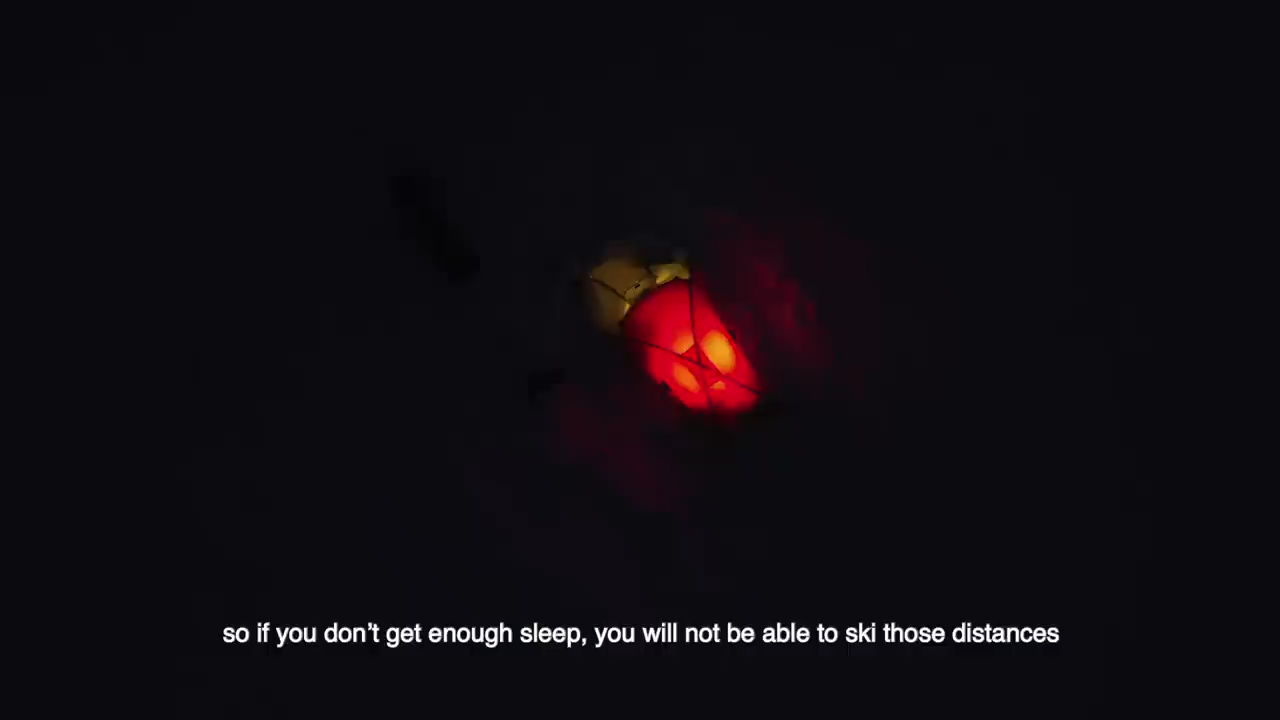 so if you don’t get enough sleep, you will not be able to ski those distances